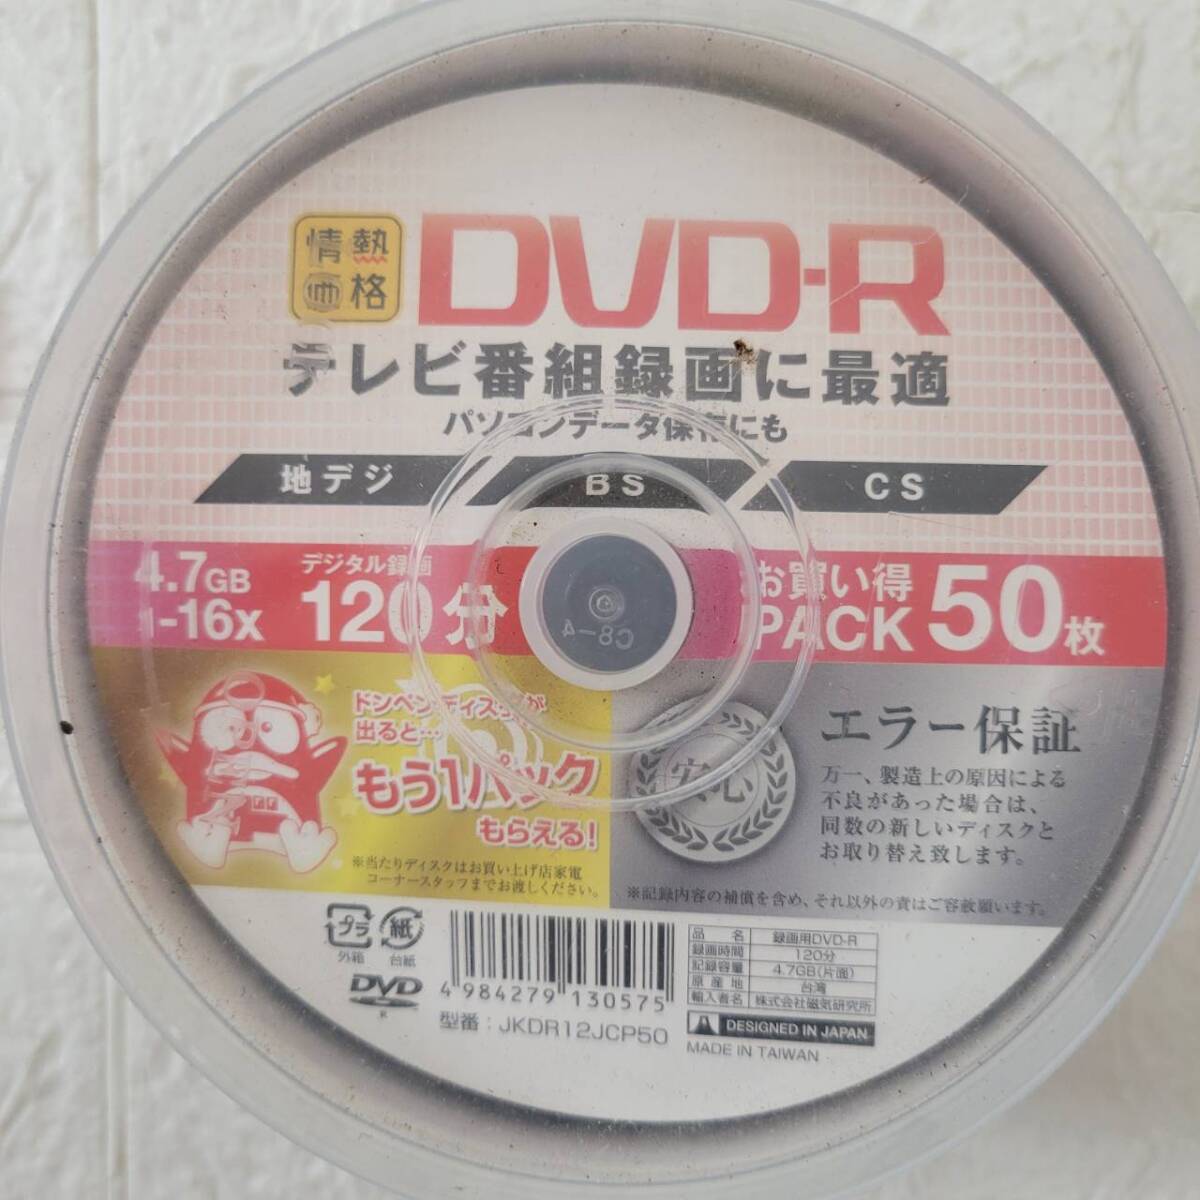 情熱
価格
DVD-R
テレビ番組録画に最適
パソコンデータ保存にも
地デジ BS CS
4.7GB
1-16x
デジタル録画
120分
お買い得
PACK 50枚
C8-4
ドンペンディスクが
出ると…
もう1パック
もらえる!
※当たりディスクはお買い上げ店家電
コーナースタッフまでお渡しください。
安心
エラー保証
万一、製造上の原因による
不良があった場合は、
同数の新しいディスクと
お取り替え致します。
※記録内容の補償を含め、それ以外の責はご容赦願います。
プラ 紙
外箱 台紙
DVD
R
4 984279 130575
型番:JKDR12JCP50
品名 録画用DVD-R
録画時間 120分
記録容量 4.7GB(片面)
原産地 台湾
輸入者名 株式会社磁気研究所
DESIGNED IN JAPAN
MADE IN TAIWAN